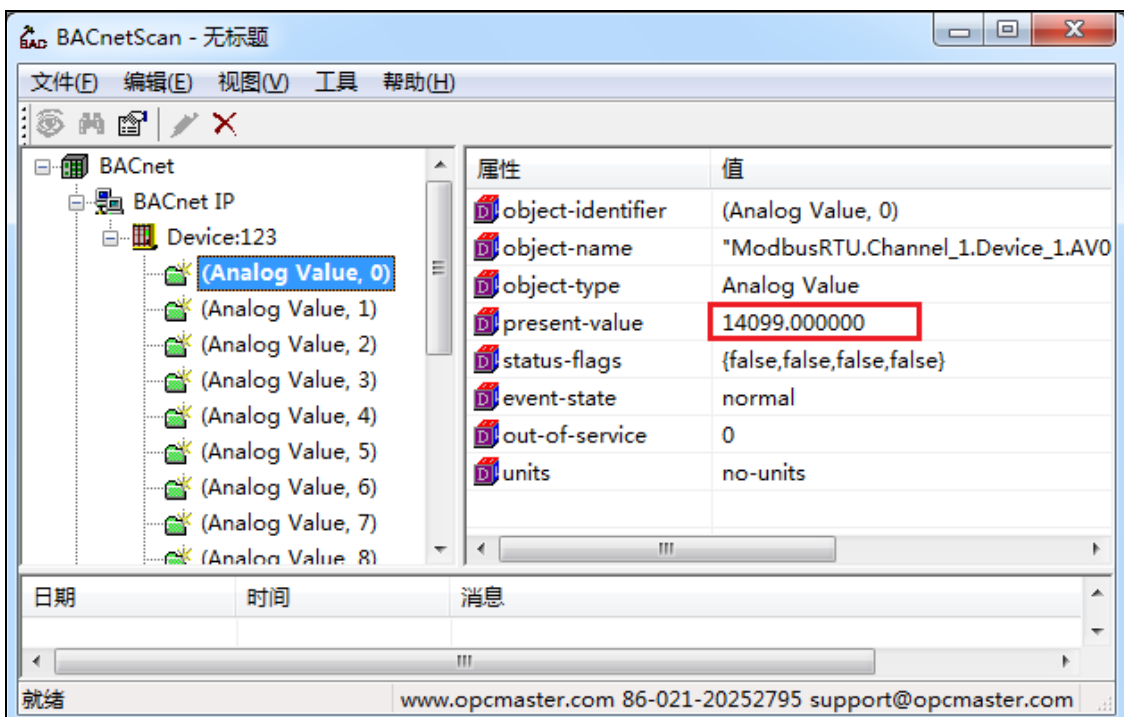 BACnetScan - 无标题
文件(F) 编辑(E) 视图(V) 工具 帮助(H)
BACnet
BACnet IP
Device:123
(Analog Value, 0)
(Analog Value, 1)
(Analog Value, 2)
(Analog Value, 3)
(Analog Value, 4)
(Analog Value, 5)
(Analog Value, 6)
(Analog Value, 7)
(Analog Value, 8)
属性 值
object-identifier (Analog Value, 0)
object-name "ModbusRTU.Channel_1.Device_1.AV0
object-type Analog Value
present-value 14099.000000
status-flags {false,false,false,false}
event-state normal
out-of-service 0
units no-units
日期 时间 消息
就绪 www.opcmaster.com 86-021-20252795 support@opcmaster.com